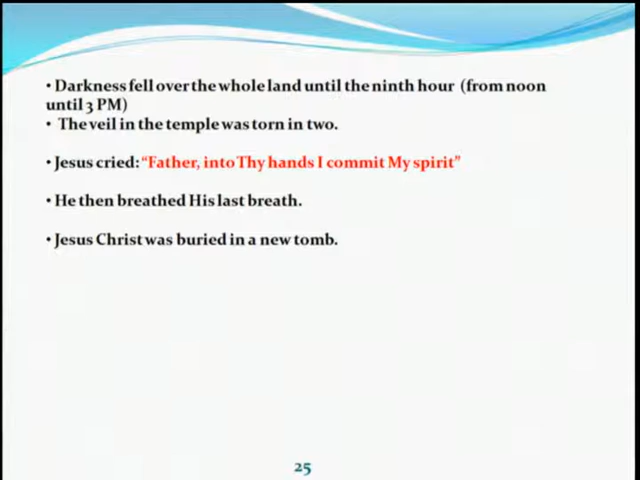 • Darkness fell over the whole land until the ninth hour (from noon
until 3 PM)
• The veil in the temple was torn in two.
• Jesus cried: “Father, into Thy hands I commit My spirit”
• He then breathed His last breath.
• Jesus Christ was buried in a new tomb.
25